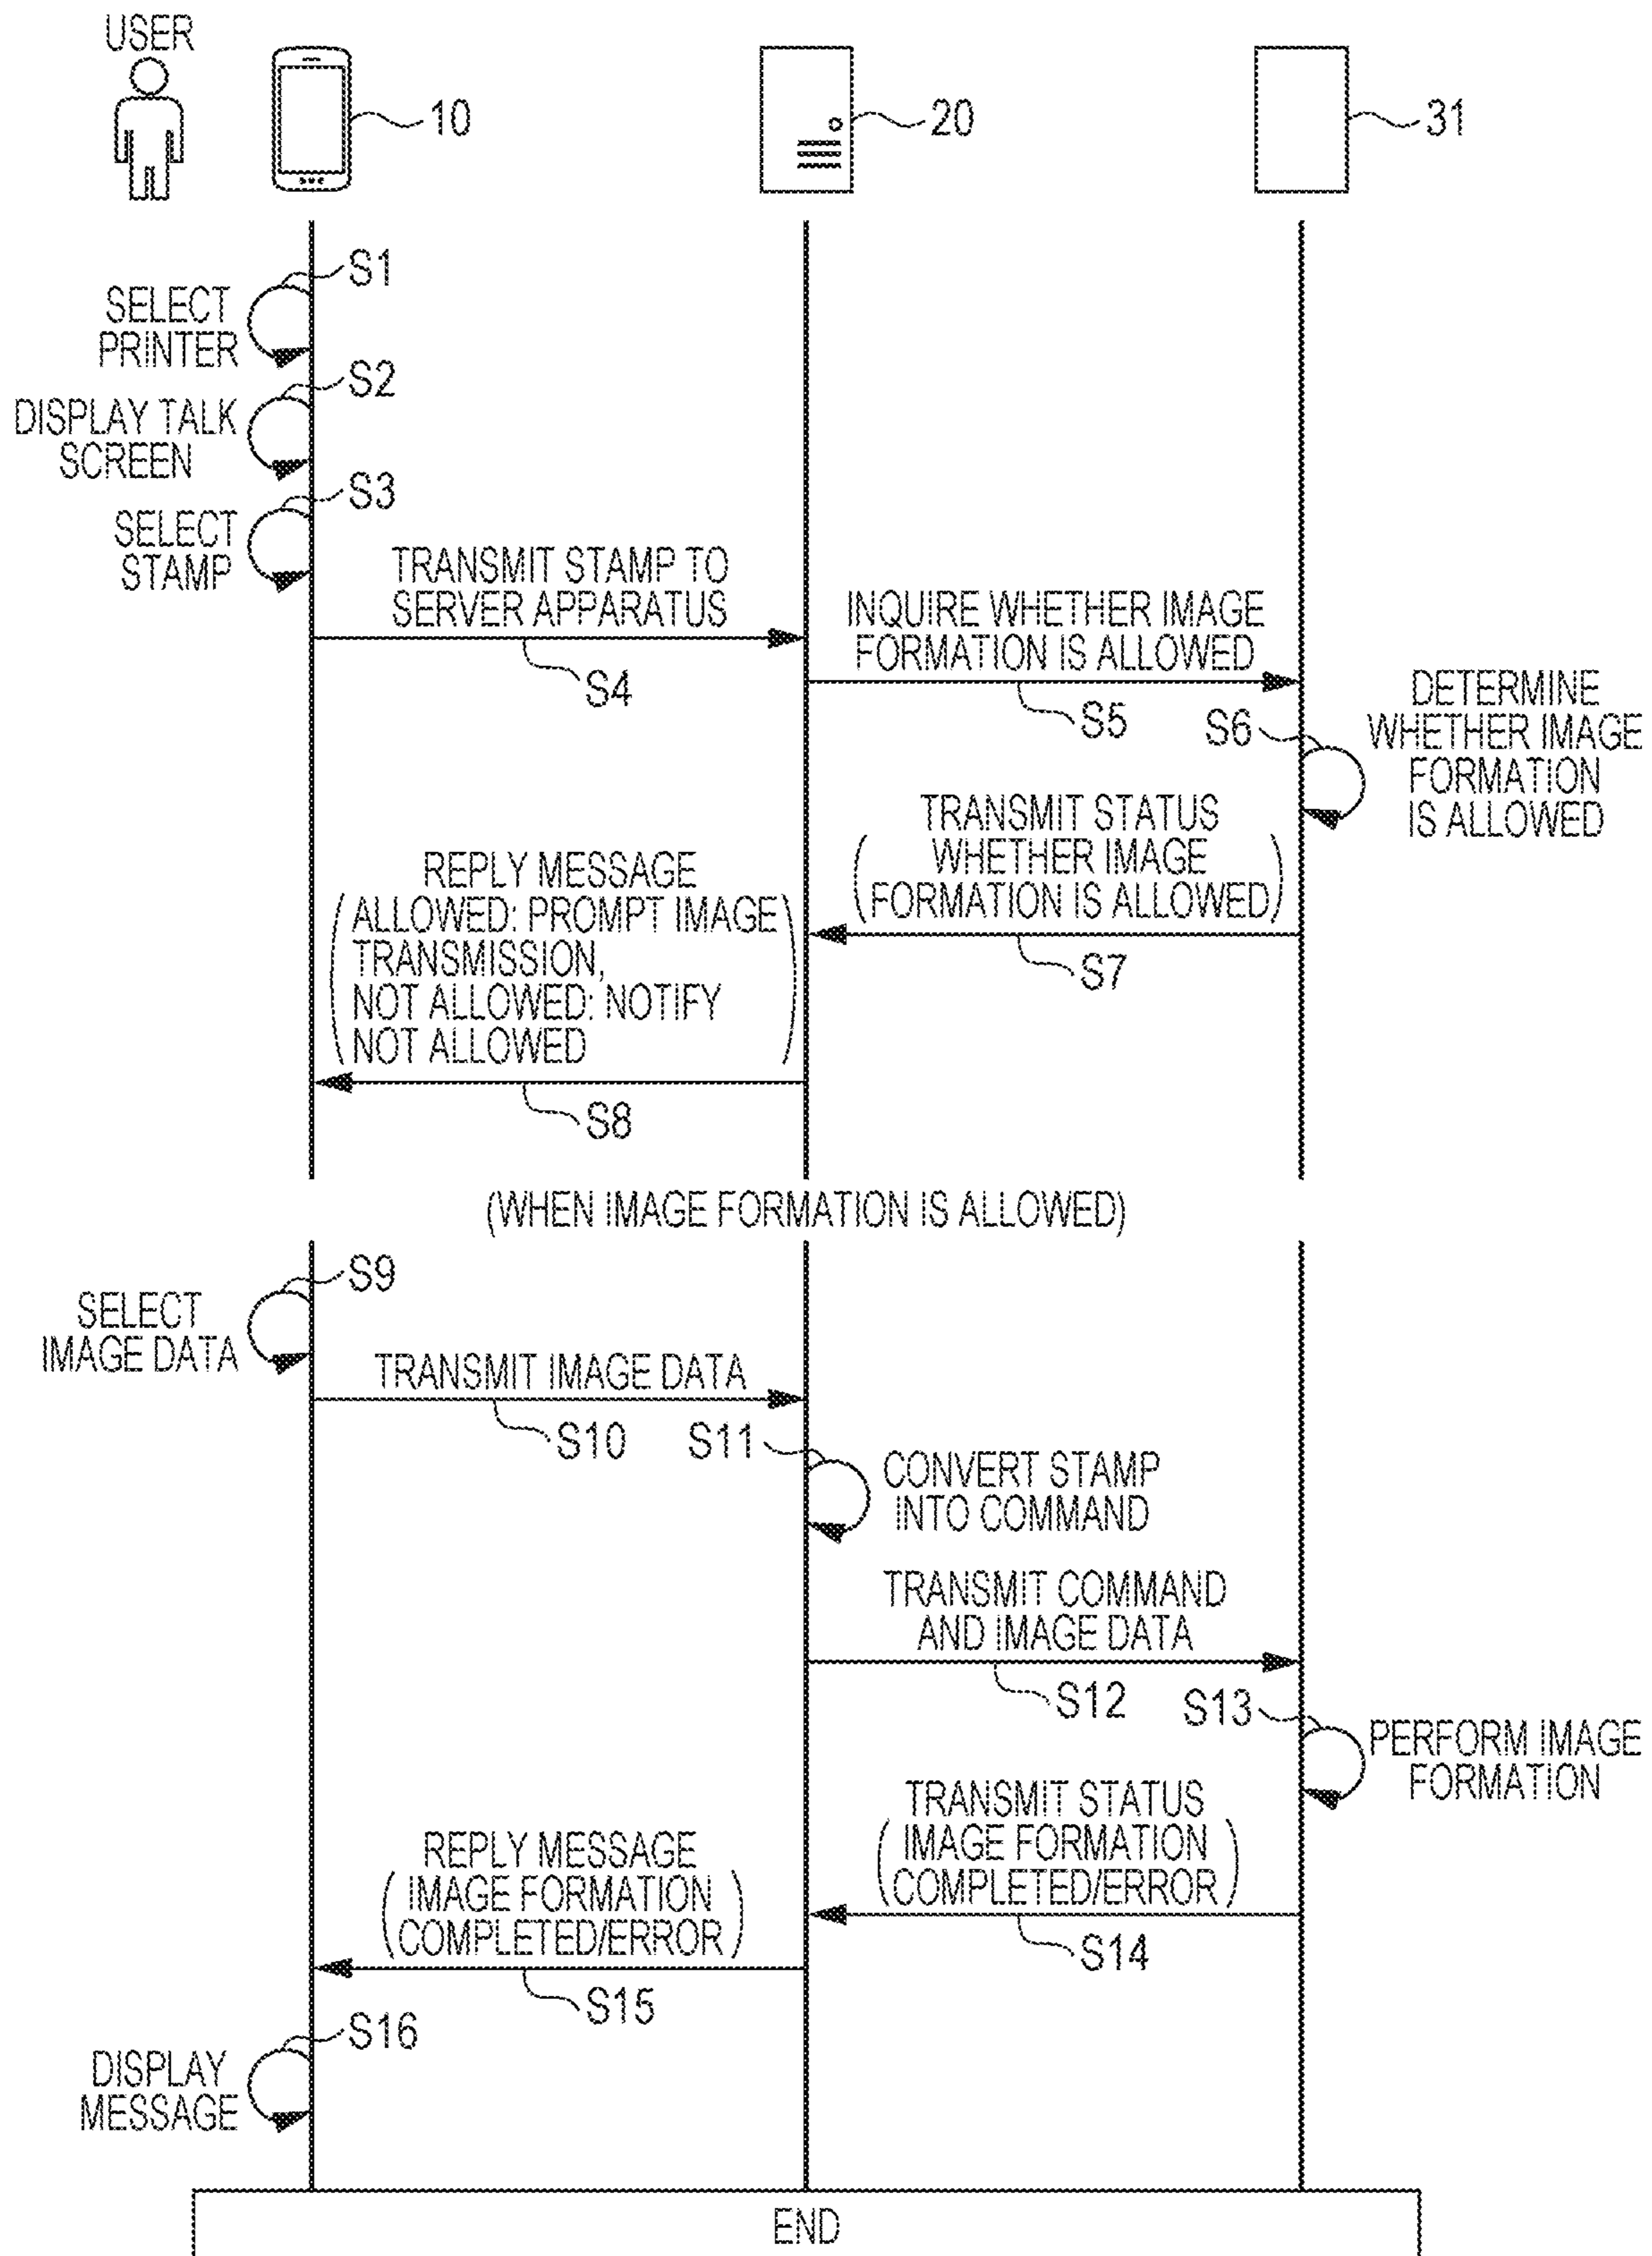 USER
10
20
31
S1
SELECT
PRINTER
S2
DISPLAY TALK
SCREEN
S3
SELECT
STAMP
TRANSMIT STAMP TO
SERVER APPARATUS
S4
INQUIRE WHETHER IMAGE
FORMATION IS ALLOWED
S5
S6
DETERMINE
WHETHER IMAGE
FORMATION
IS ALLOWED
TRANSMIT STATUS
(WHETHER IMAGE
FORMATION IS ALLOWED)
S7
REPLY MESSAGE
(ALLOWED: PROMPT IMAGE
TRANSMISSION,
NOT ALLOWED: NOTIFY
NOT ALLOWED)
S8
(WHEN IMAGE FORMATION IS ALLOWED)
S9
SELECT
IMAGE DATA
TRANSMIT IMAGE DATA
S10
S11
CONVERT STAMP
INTO COMMAND
TRANSMIT COMMAND
AND IMAGE DATA
S12
S13
PERFORM IMAGE
FORMATION
TRANSMIT STATUS
(IMAGE FORMATION
COMPLETED/ERROR)
S14
REPLY MESSAGE
(IMAGE FORMATION
COMPLETED/ERROR)
S15
S16
DISPLAY
MESSAGE
END